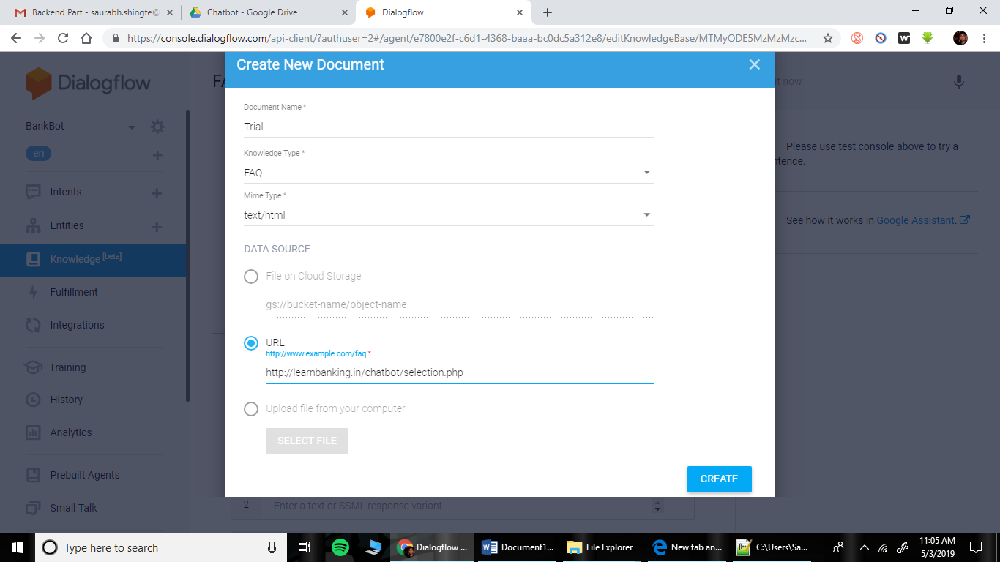 Backend Part - saurabh.shingte@
Chatbot - Google Drive
Dialogflow
https://console.dialogflow.com/api-client/?authuser=2#/agent/e7800e2f-c6d1-4368-baaa-bc0dc5a312e8/editKnowledgeBase/MTMyODE5MzMzMzc...
Create New Document
Dialogflow
FA
t now
BankBot
en
Intents
Entities
Knowledge [beta]
Fulfillment
Integrations
Training
History
Analytics
Prebuilt Agents
Small Talk
Document Name *
Trial
Knowledge Type *
FAQ
Mime Type *
text/html
DATA SOURCE
File on Cloud Storage
gs://bucket-name/object-name
URL
http://www.example.com/faq *
http://learnbanking.in/chatbot/selection.php
Upload file from your computer
SELECT FILE
CREATE
2 Enter a text or SSML response variant
Please use test console above to try a
ntence.
See how it works in Google Assistant.
Type here to search
Dialogflow ...
Document1...
File Explorer
New tab an...
C:\Users\Sa...
11:05 AM
5/3/2019